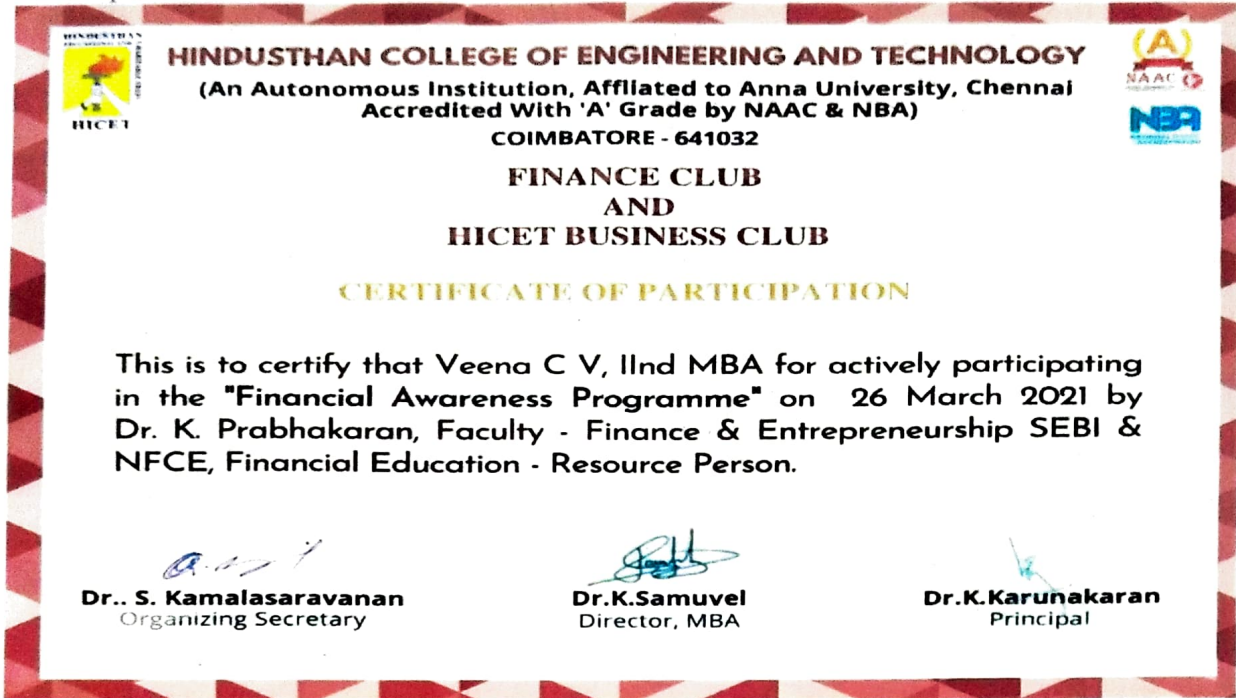 HINDUSTHAN COLLEGE OF ENGINEERING AND TECHNOLOGY
(An Autonomous Institution, Affliated to Anna University, Chennai
Accredited With 'A' Grade by NAAC & NBA)
COIMBATORE - 641032
HICET
NAAC
NBA
FINANCE CLUB
AND
HICET BUSINESS CLUB
CERTIFICATE OF PARTICIPATION
This is to certify that Veena C V, IInd MBA for actively participating
in the "Financial Awareness Programme" on 26 March 2021 by
Dr. K. Prabhakaran, Faculty - Finance & Entrepreneurship SEBI &
NFCE, Financial Education - Resource Person.
Dr.. S. Kamalasaravanan
Organizing Secretary
Dr.K.Samuvel
Director, MBA
Dr.K.Karunakaran
Principal